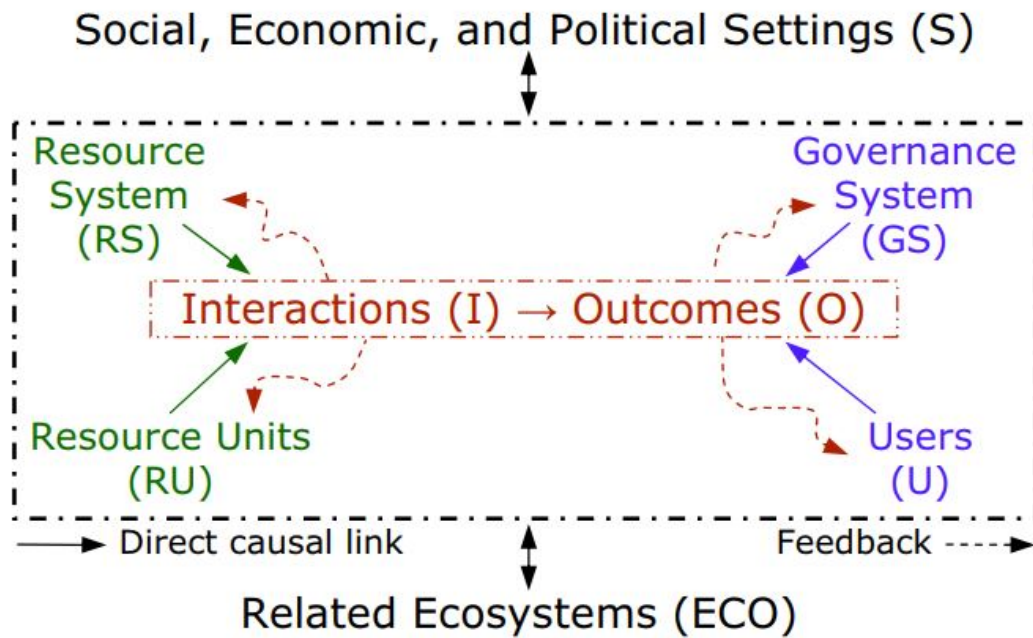 Social, Economic, and Political Settings (S)
Resource
System
(RS)
Governance
System
(GS)
Interactions (I) → Outcomes (O)
Resource Units
(RU)
Users
(U)
Direct causal link
Feedback
Related Ecosystems (ECO)